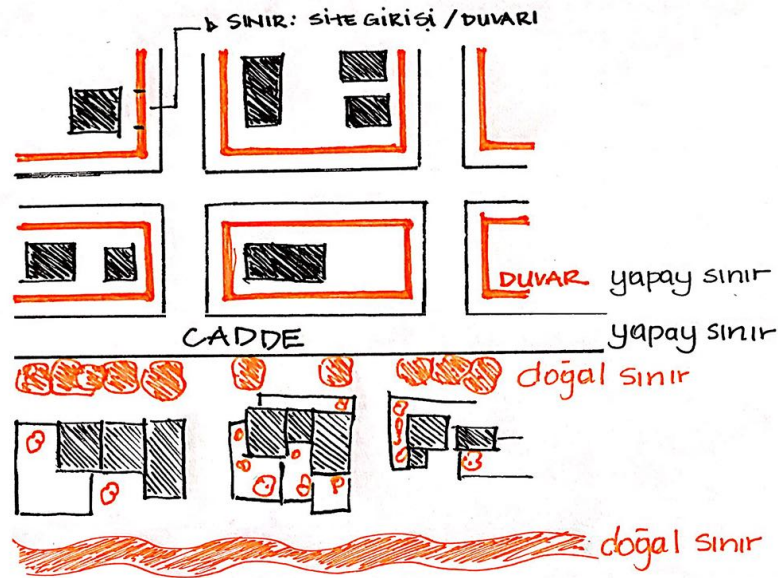 SINIR: SİTE GİRİŞİ / DUVARI
DUVAR yapay sınır
CADDE yapay sınır
doğal sınır
doğal sınır